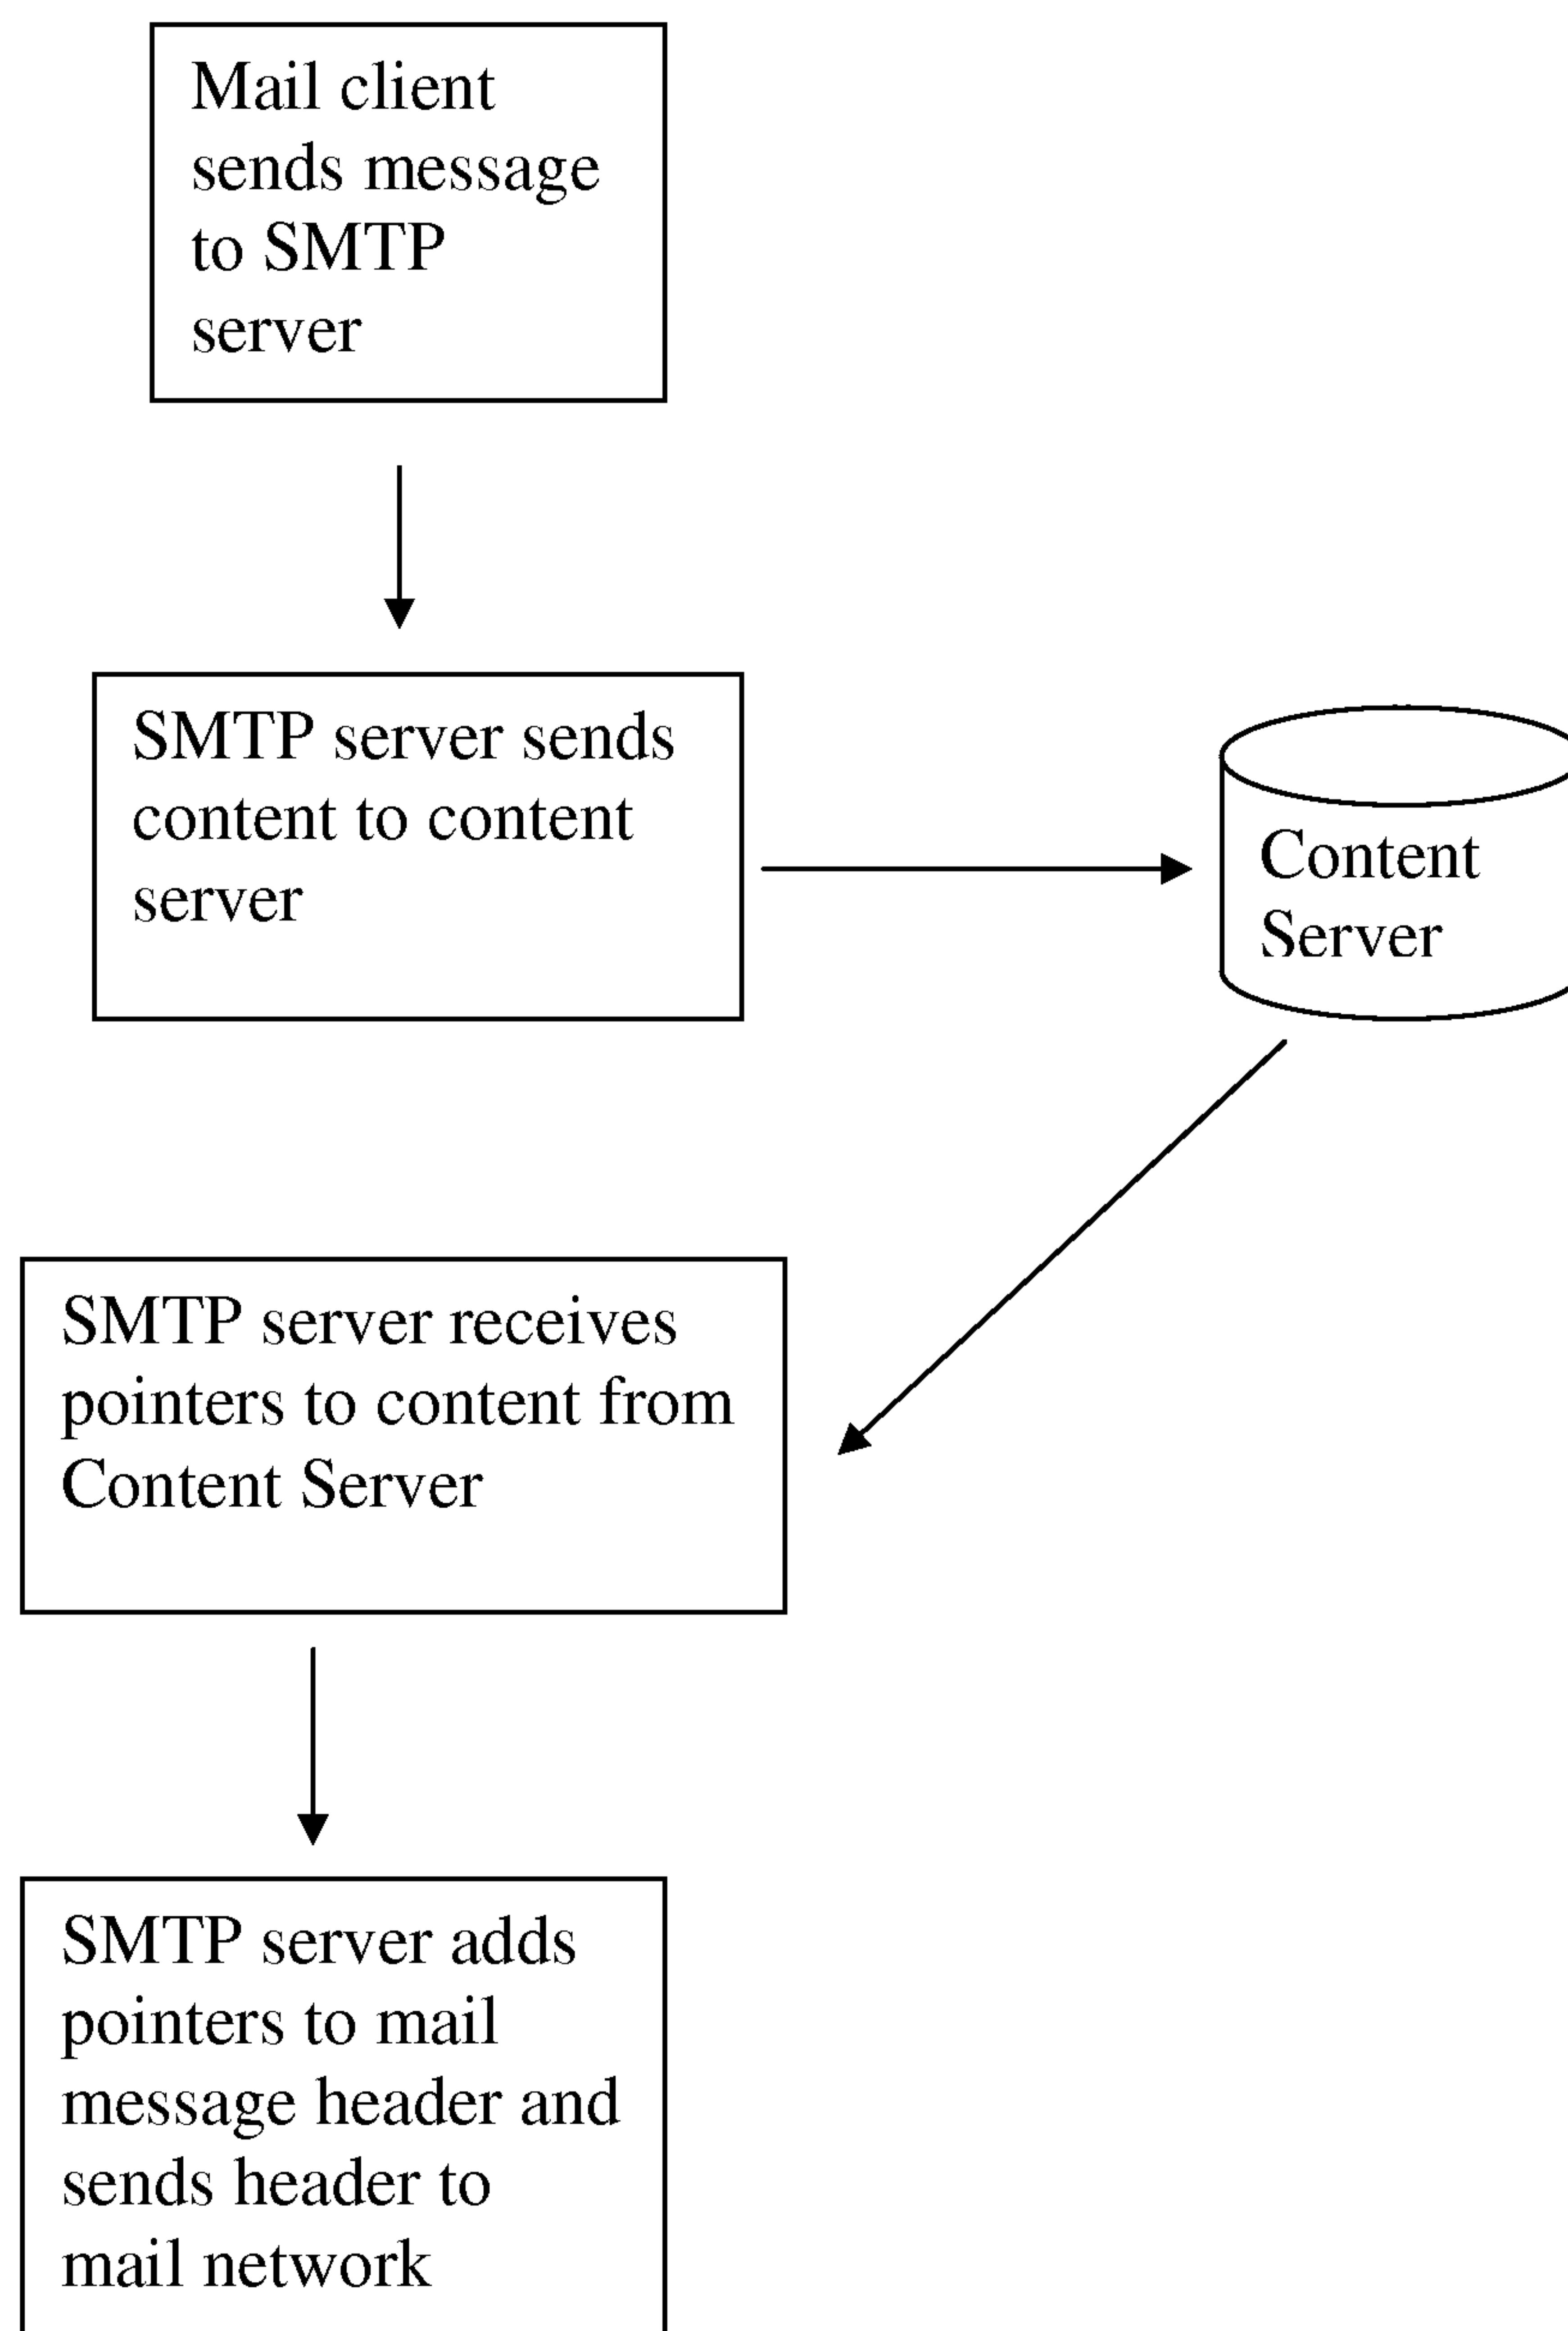 Mail client
sends message
to SMTP
server
SMTP server sends
content to content
server
Content
Server
SMTP server receives
pointers to content from
Content Server
SMTP server adds
pointers to mail
message header and
sends header to
mail network